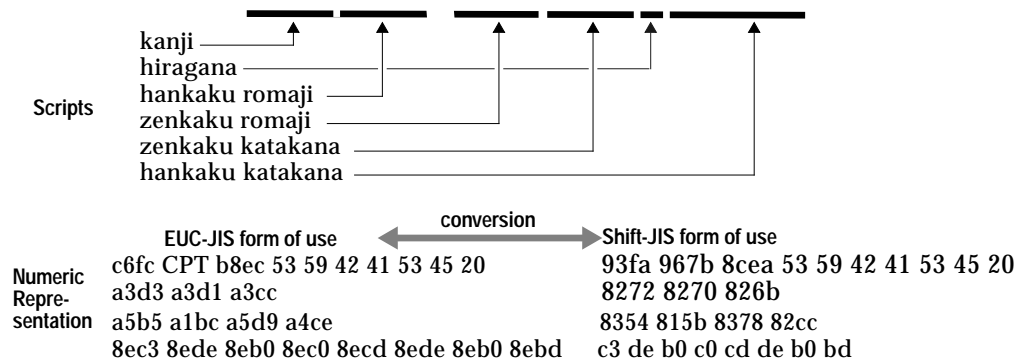 kanji
hiragana
hankaku romaji
Scripts
zenkaku romaji
zenkaku katakana
hankaku katakana
conversion
EUC-JIS form of use
Shift-JIS form of use
Numeric Repre-sentation
c6fc CPT b8ec 53 59 42 41 53 45 20
a3d3 a3d1 a3cc
a5b5 a1bc a5d9 a4ce
8ec3 8ede 8eb0 8ec0 8ecd 8ede 8eb0 8ebd
93fa 967b 8cea 53 59 42 41 53 45 20
8272 8270 826b
8354 815b 8378 82cc
c3 de b0 c0 cd de b0 bd